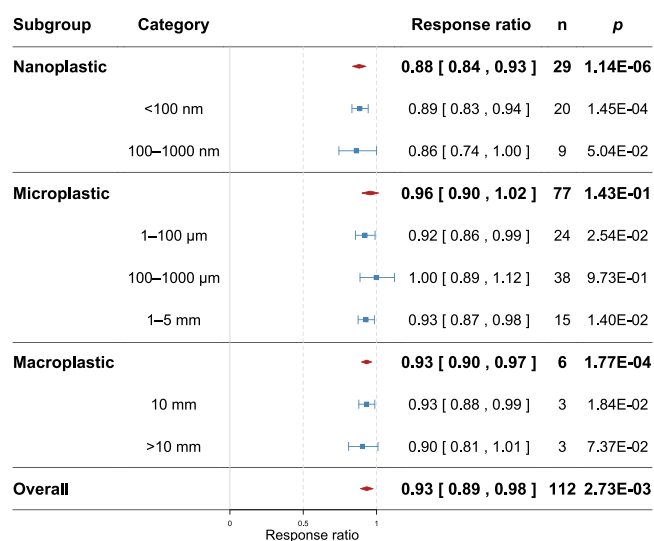 Subgroup Category Response ratio n p
Nanoplastic 0.88 [ 0.84 , 0.93 ] 29 1.14E-06
<100 nm 0.89 [ 0.83 , 0.94 ] 20 1.45E-04
100–1000 nm 0.86 [ 0.74 , 1.00 ] 9 5.04E-02
Microplastic 0.96 [ 0.90 , 1.02 ] 77 1.43E-01
1–100 μm 0.92 [ 0.86 , 0.99 ] 24 2.54E-02
100–1000 μm 1.00 [ 0.89 , 1.12 ] 38 9.73E-01
1–5 mm 0.93 [ 0.87 , 0.98 ] 15 1.40E-02
Macroplastic 0.93 [ 0.90 , 0.97 ] 6 1.77E-04
10 mm 0.93 [ 0.88 , 0.99 ] 3 1.84E-02
>10 mm 0.90 [ 0.81 , 1.01 ] 3 7.37E-02
Overall 0.93 [ 0.89 , 0.98 ] 112 2.73E-03
0 0.5 1
Response ratio